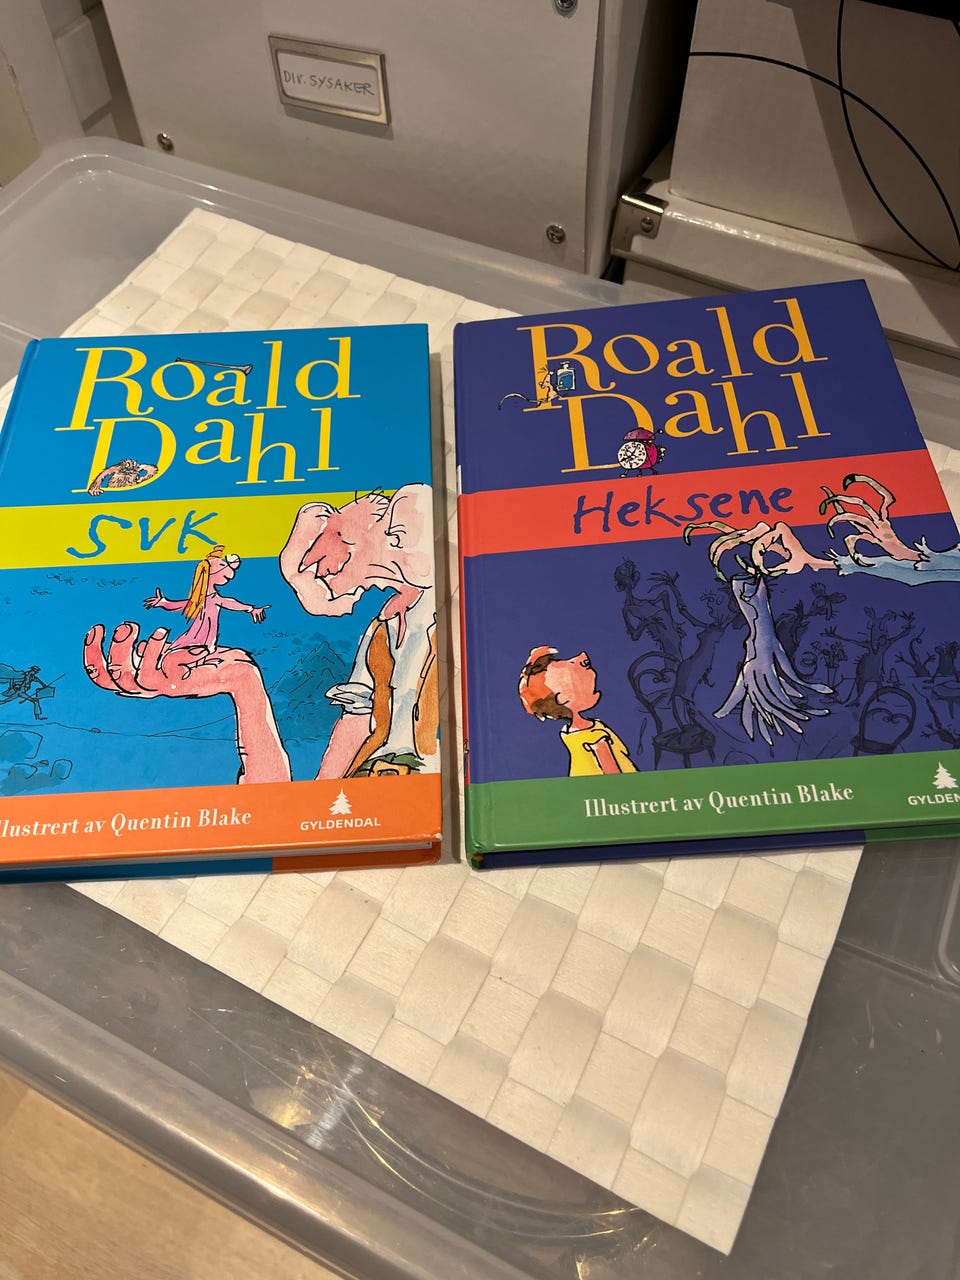 DIV. SYSAKER
Roald
Dahl
SVK
Illustrert av Quentin Blake
GYLDENDAL
Roald
Dahl
Heksene
Illustrert av Quentin Blake
GYLDEN